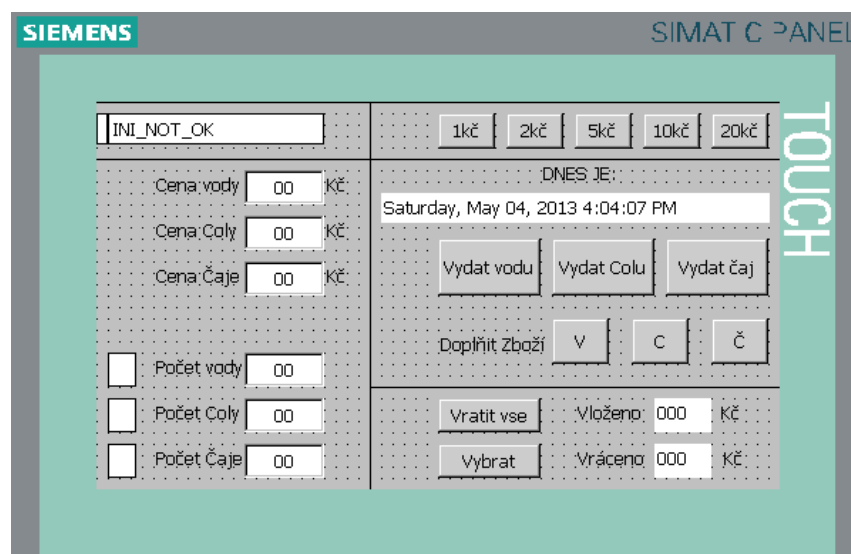 SIEMENS
SIMATIC PANEL
TOUCH
INI_NOT_OK
1kč 2kč 5kč 10kč 20kč
Cena vody 00 Kč
Cena Coly 00 Kč
Cena Čaje 00 Kč
DNES JE:
Saturday, May 04, 2013 4:04:07 PM
Vydat vodu Vydat Colu Vydat čaj
Doplňit Zboží V C Č
Počet vody 00
Počet Coly 00
Počet Čaje 00
Vratit vse Vloženo 000 Kč
Vybrat Vráceno 000 Kč